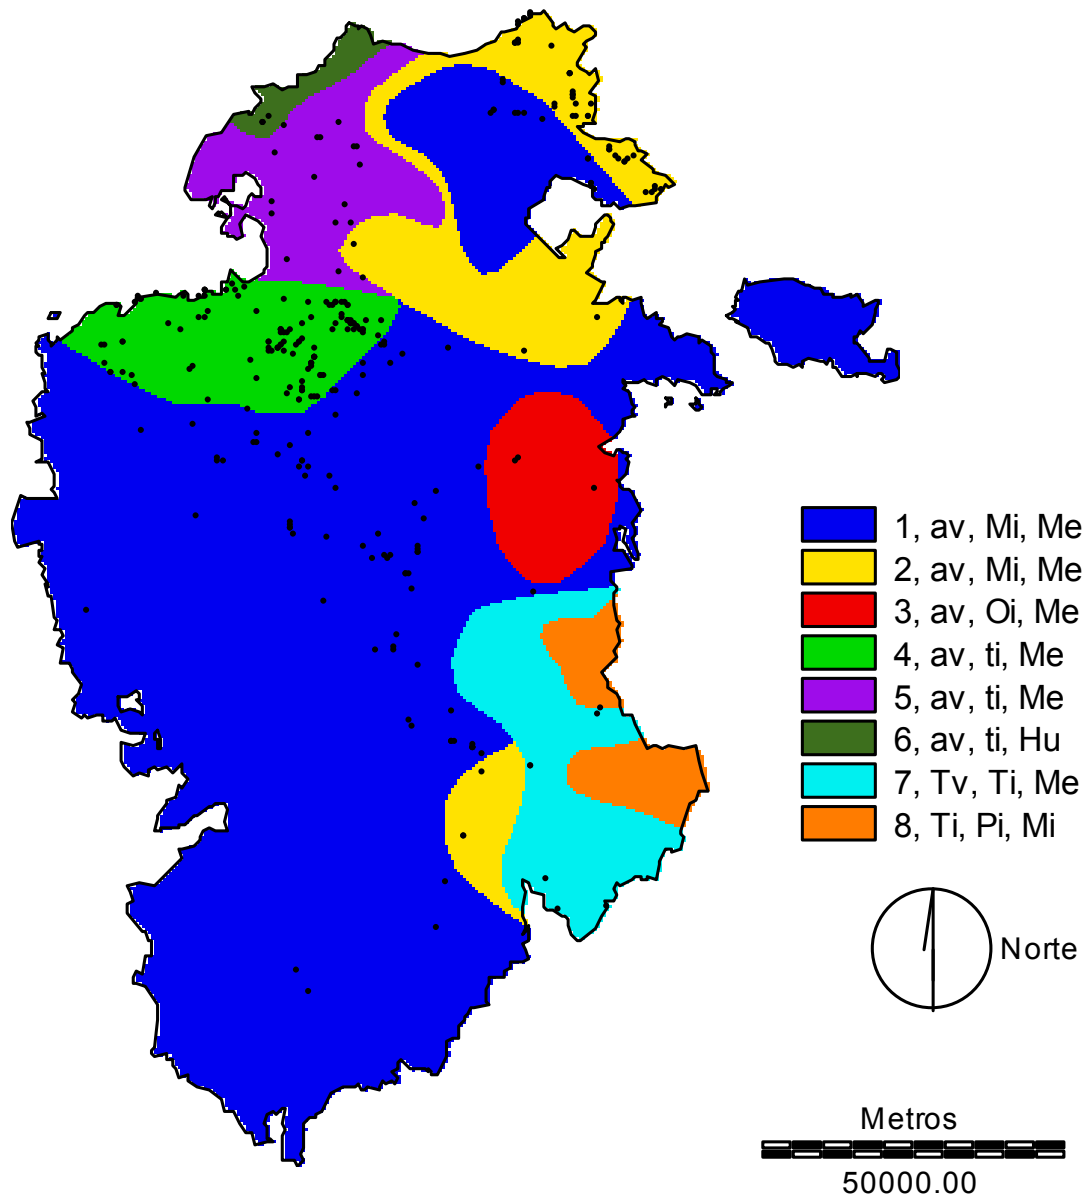 1, av, Mi, Me
2, av, Mi, Me
3, av, Oi, Me
4, av, ti, Me
5, av, ti, Me
6, av, ti, Hu
7, Tv, Ti, Me
8, Ti, Pi, Mi
Norte
Metros
50000.00